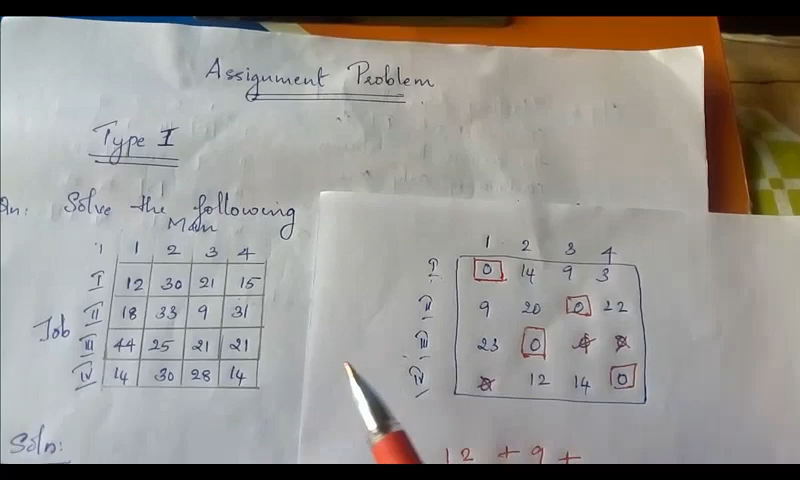 Assignment Problem
Type I
Qn: Solve the following
Man
1 2 3 4
I 12 30 21 15
II 18 33 9 31
Job
III 44 25 21 21
IV 14 30 28 14
Soln:
1 2 3 4
I 0 14 9 3
II 9 20 0 22
III 23 0 0
IV 0 12 14 0
12 + 9 +